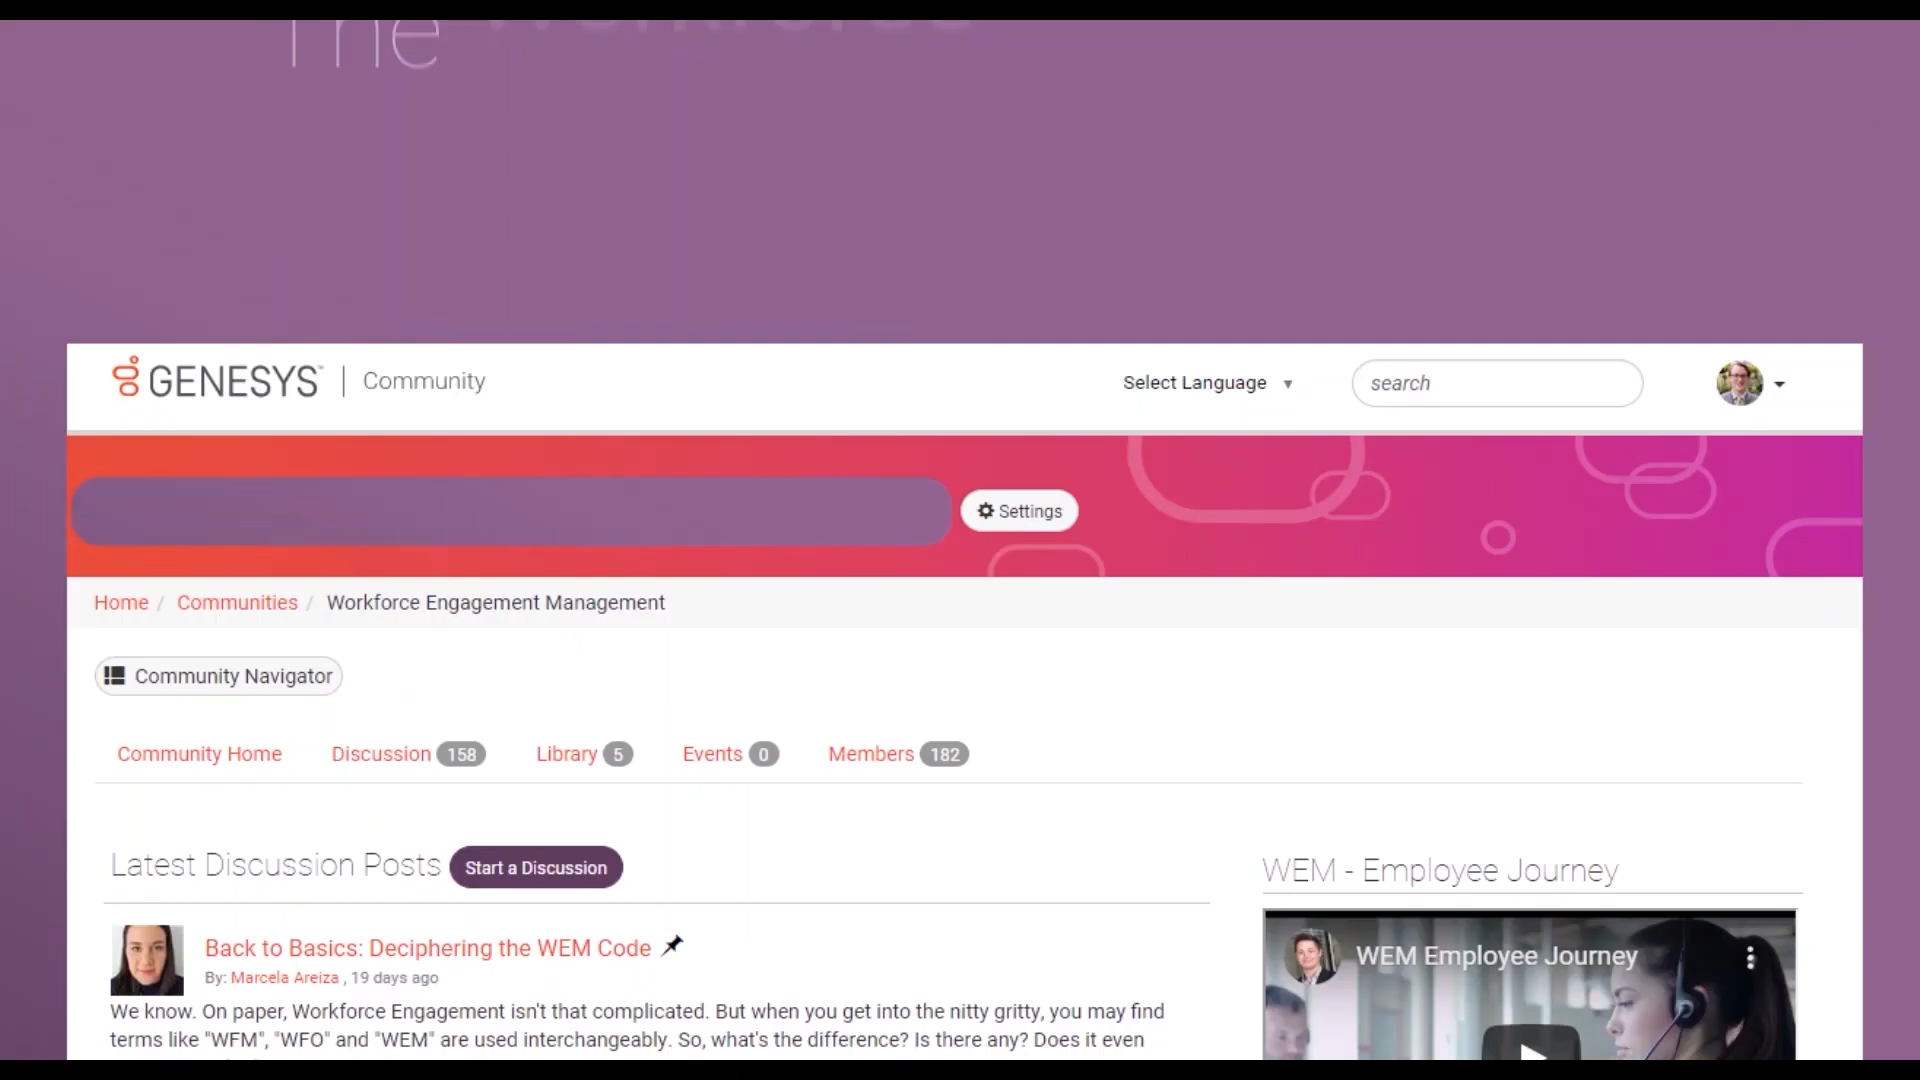 The
GENESYS | Community
Select Language ▼
search
Settings
Home / Communities / Workforce Engagement Management
Community Navigator
Community Home Discussion 158 Library 5 Events 0 Members 182
Latest Discussion Posts Start a Discussion
Back to Basics: Deciphering the WEM Code
By: Marcela Areiza , 19 days ago
We know. On paper, Workforce Engagement isn't that complicated. But when you get into the nitty gritty, you may find
terms like "WFM", "WFO" and "WEM" are used interchangeably. So, what's the difference? Is there any? Does it even
WEM - Employee Journey
WEM Employee Journey